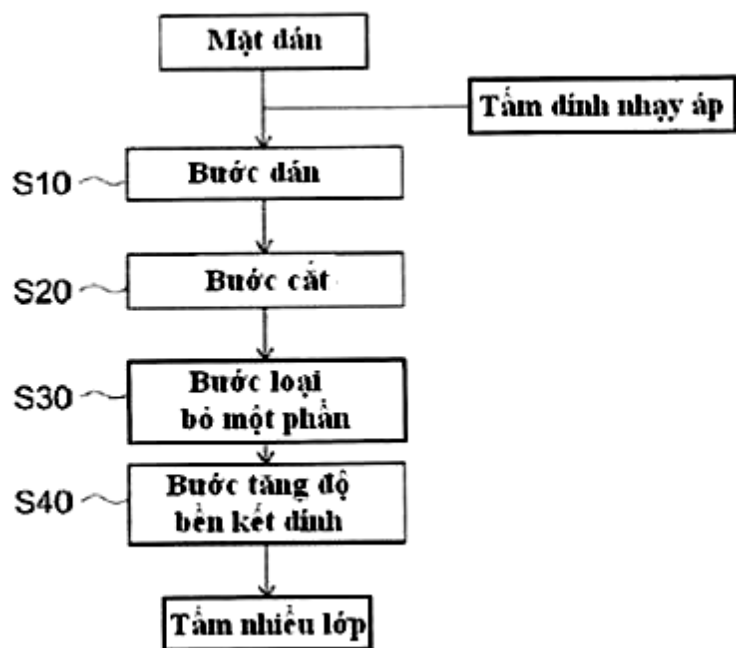 Mặt dán
Tấm dính nhạy áp
S10
Bước dán
S20
Bước cắt
S30
Bước loại
bỏ một phần
S40
Bước tăng độ
bền kết dính
Tấm nhiều lớp